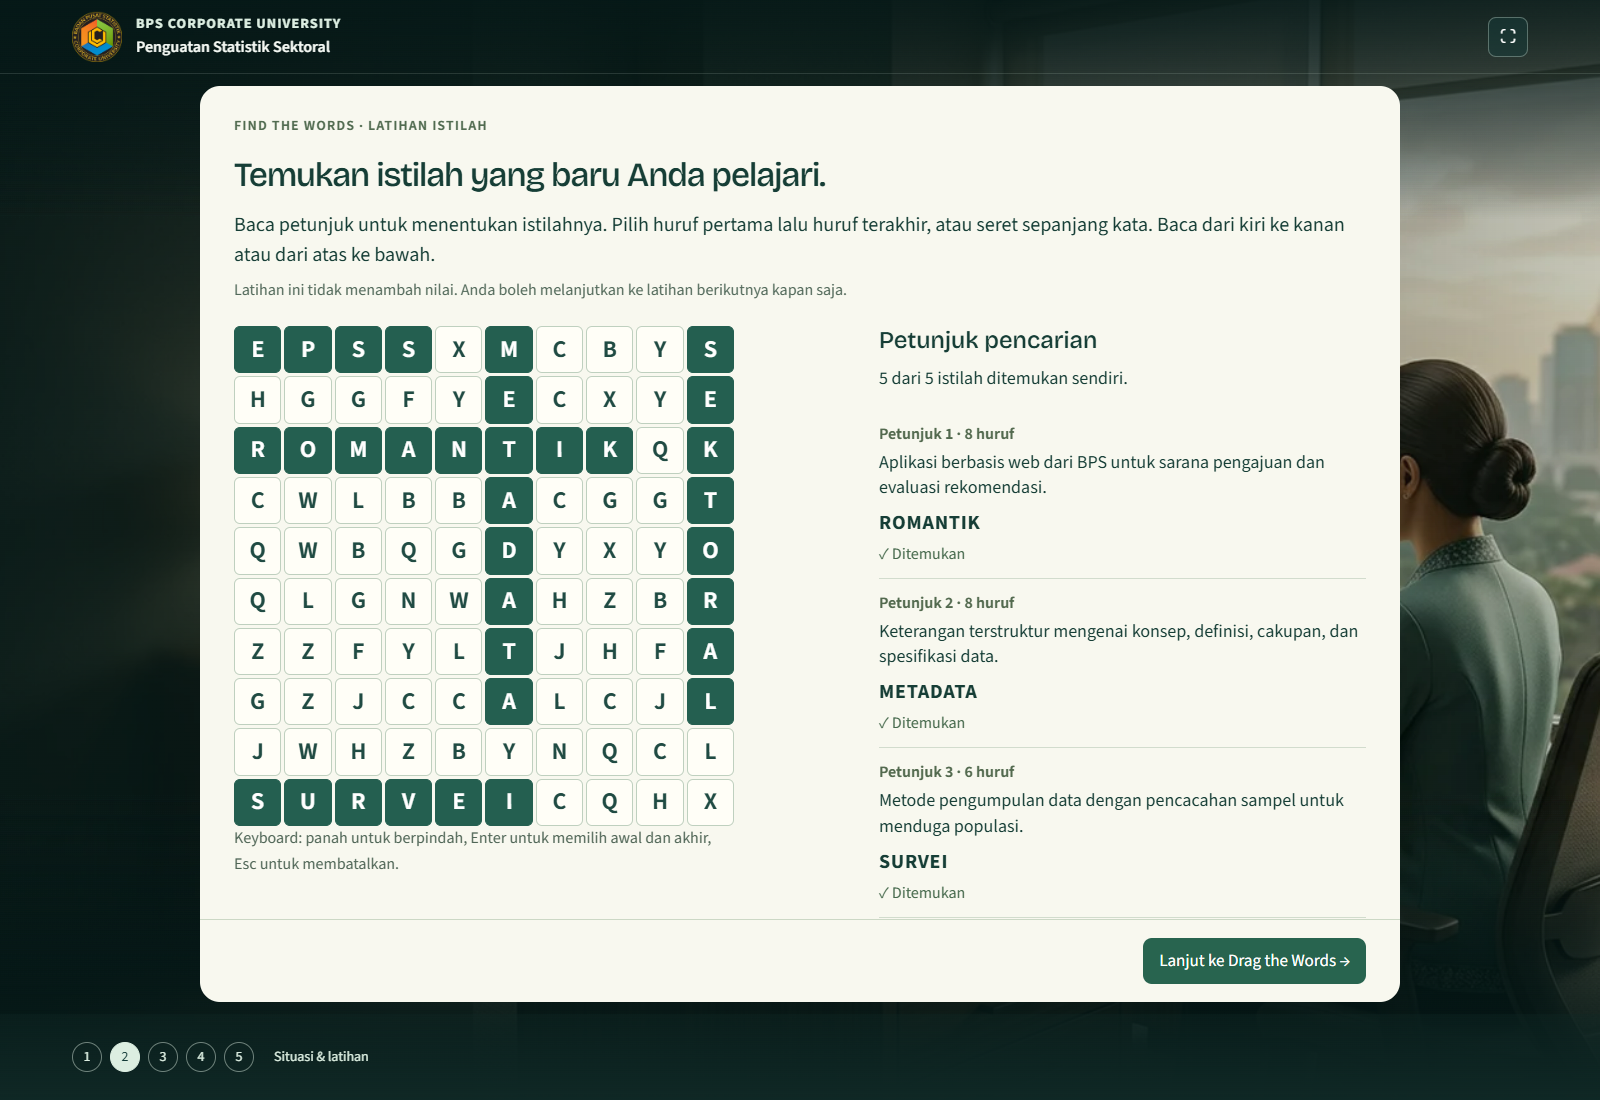 BPS CORPORATE UNIVERSITY
Penguatan Statistik Sektoral
FIND THE WORDS · LATIHAN ISTILAH
Temukan istilah yang baru Anda pelajari.
Baca petunjuk untuk menentukan istilahnya. Pilih huruf pertama lalu huruf terakhir, atau seret sepanjang kata. Baca dari kiri ke kanan
atau dari atas ke bawah.
Latihan ini tidak menambah nilai. Anda boleh melanjutkan ke latihan berikutnya kapan saja.
E P S S X M C B Y S
H G G F Y E C X Y E
R O M A N T I K Q K
C W L B B A C G G T
Q W B Q G D Y X Y O
Q L G N W A H Z B R
Z Z F Y L T J H F A
G Z J C C A L C J L
J W H Z B Y N Q C L
S U R V E I C Q H X
Keyboard: panah untuk berpindah, Enter untuk memilih awal dan akhir,
Esc untuk membatalkan.
Petunjuk pencarian
5 dari 5 istilah ditemukan sendiri.
Petunjuk 1 · 8 huruf
Aplikasi berbasis web dari BPS untuk sarana pengajuan dan
evaluasi rekomendasi.
ROMANTIK
✓ Ditemukan
Petunjuk 2 · 8 huruf
Keterangan terstruktur mengenai konsep, definisi, cakupan, dan
spesifikasi data.
METADATA
✓ Ditemukan
Petunjuk 3 · 6 huruf
Metode pengumpulan data dengan pencacahan sampel untuk
menduga populasi.
SURVEI
✓ Ditemukan
Lanjut ke Drag the Words →
1 2 3 4 5 Situasi & latihan